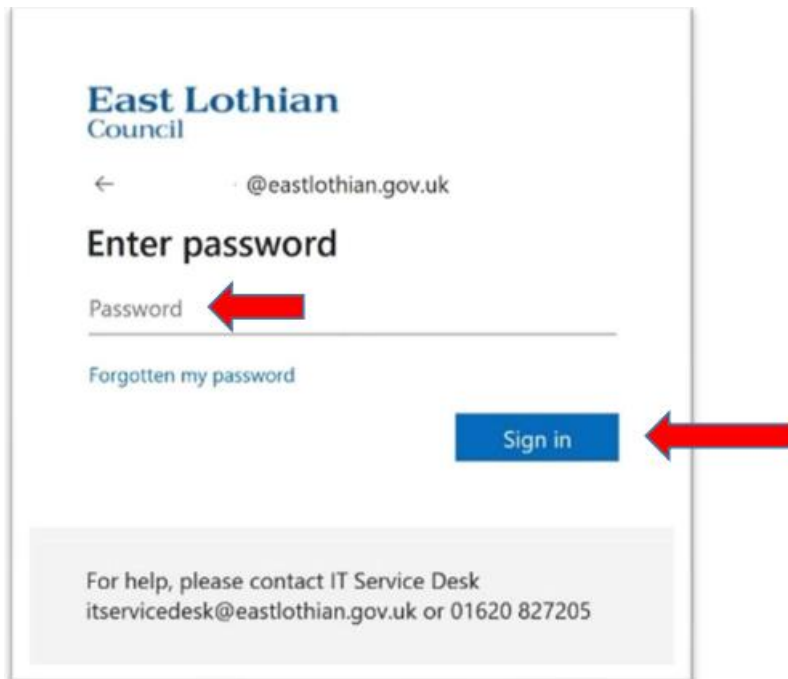 East Lothian
Council
← @eastlothian.gov.uk
Enter password
Password
Forgotten my password
Sign in
For help, please contact IT Service Desk
itservicedesk@eastlothian.gov.uk or 01620 827205